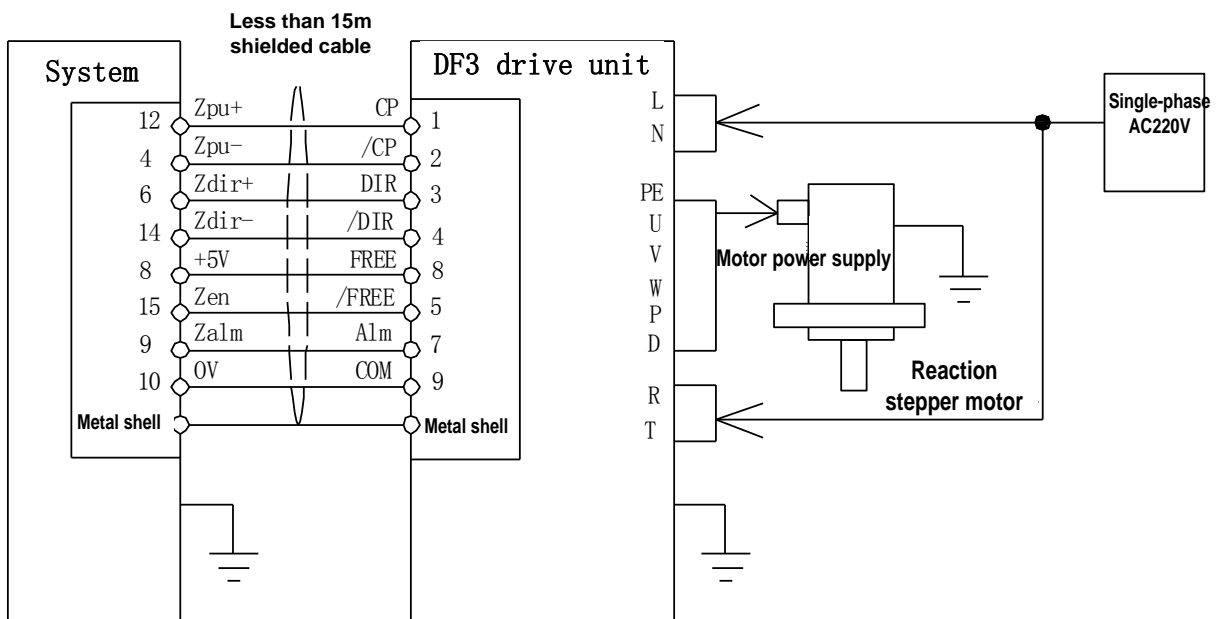 Less than 15m
shielded cable
System
DF3 drive unit
12 Zpu+ CP 1
4 Zpu- /CP 2
6 Zdir+ DIR 3
14 Zdir- /DIR 4
8 +5V FREE 8
15 Zen /FREE 5
9 Zalm Alm 7
10 0V COM 9
Metal shell Metal shell
L
N
PE
U
V
W
P
D
R
T
Motor power supply
Reaction
stepper motor
Single-phase
AC220V